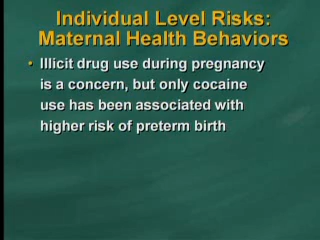 Individual Level Risks:
Maternal Health Behaviors
• Illicit drug use during pregnancy
is a concern, but only cocaine
use has been associated with
higher risk of preterm birth